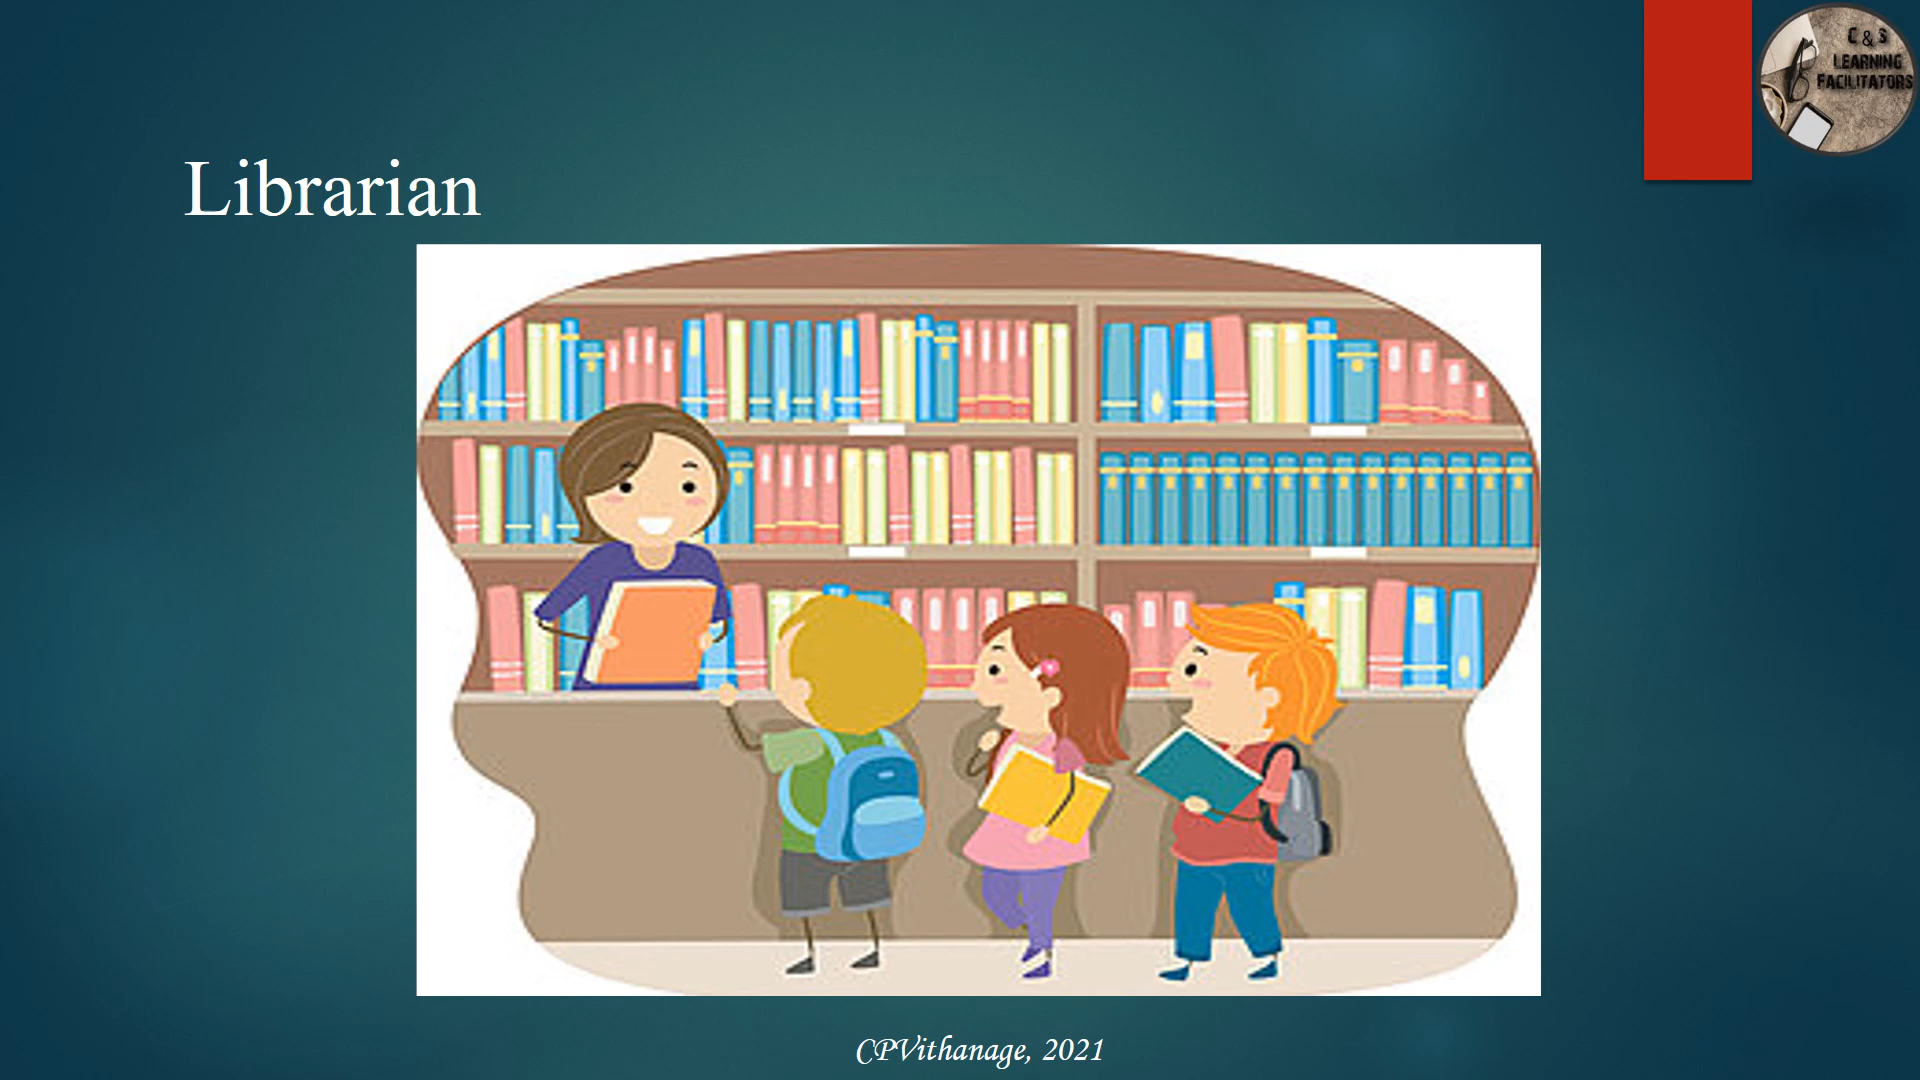 C & S
LEARNING
FACILITATORS
Librarian
CPVithanage, 2021